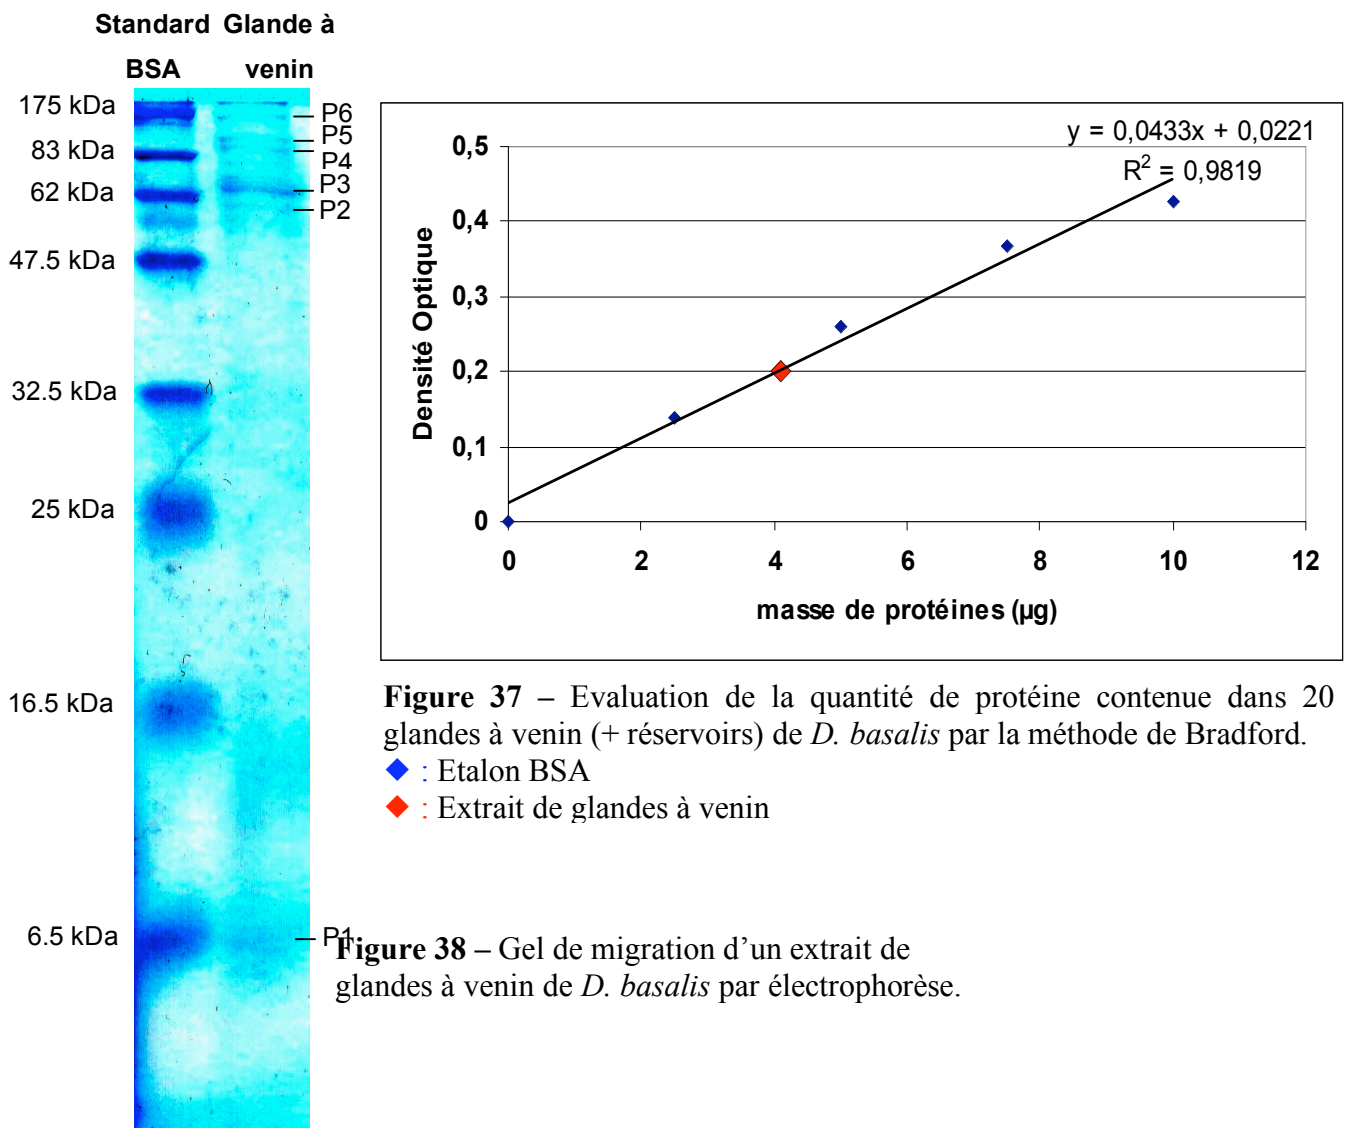 Standard Glande à
BSA venin
175 kDa
83 kDa
62 kDa
47.5 kDa
32.5 kDa
25 kDa
16.5 kDa
6.5 kDa
P6
P5
P4
P3
P2
P1
y = 0,0433x + 0,0221
R² = 0,9819
Densité Optique
0,5
0,4
0,3
0,2
0,1
0
0 2 4 6 8 10 12
masse de protéines (µg)
Figure 37 – Evaluation de la quantité de protéine contenue dans 20
glandes à venin (+ réservoirs) de D. basalis par la méthode de Bradford.
: Etalon BSA
: Extrait de glandes à venin
Figure 38 – Gel de migration d'un extrait de
glandes à venin de D. basalis par électrophorèse.